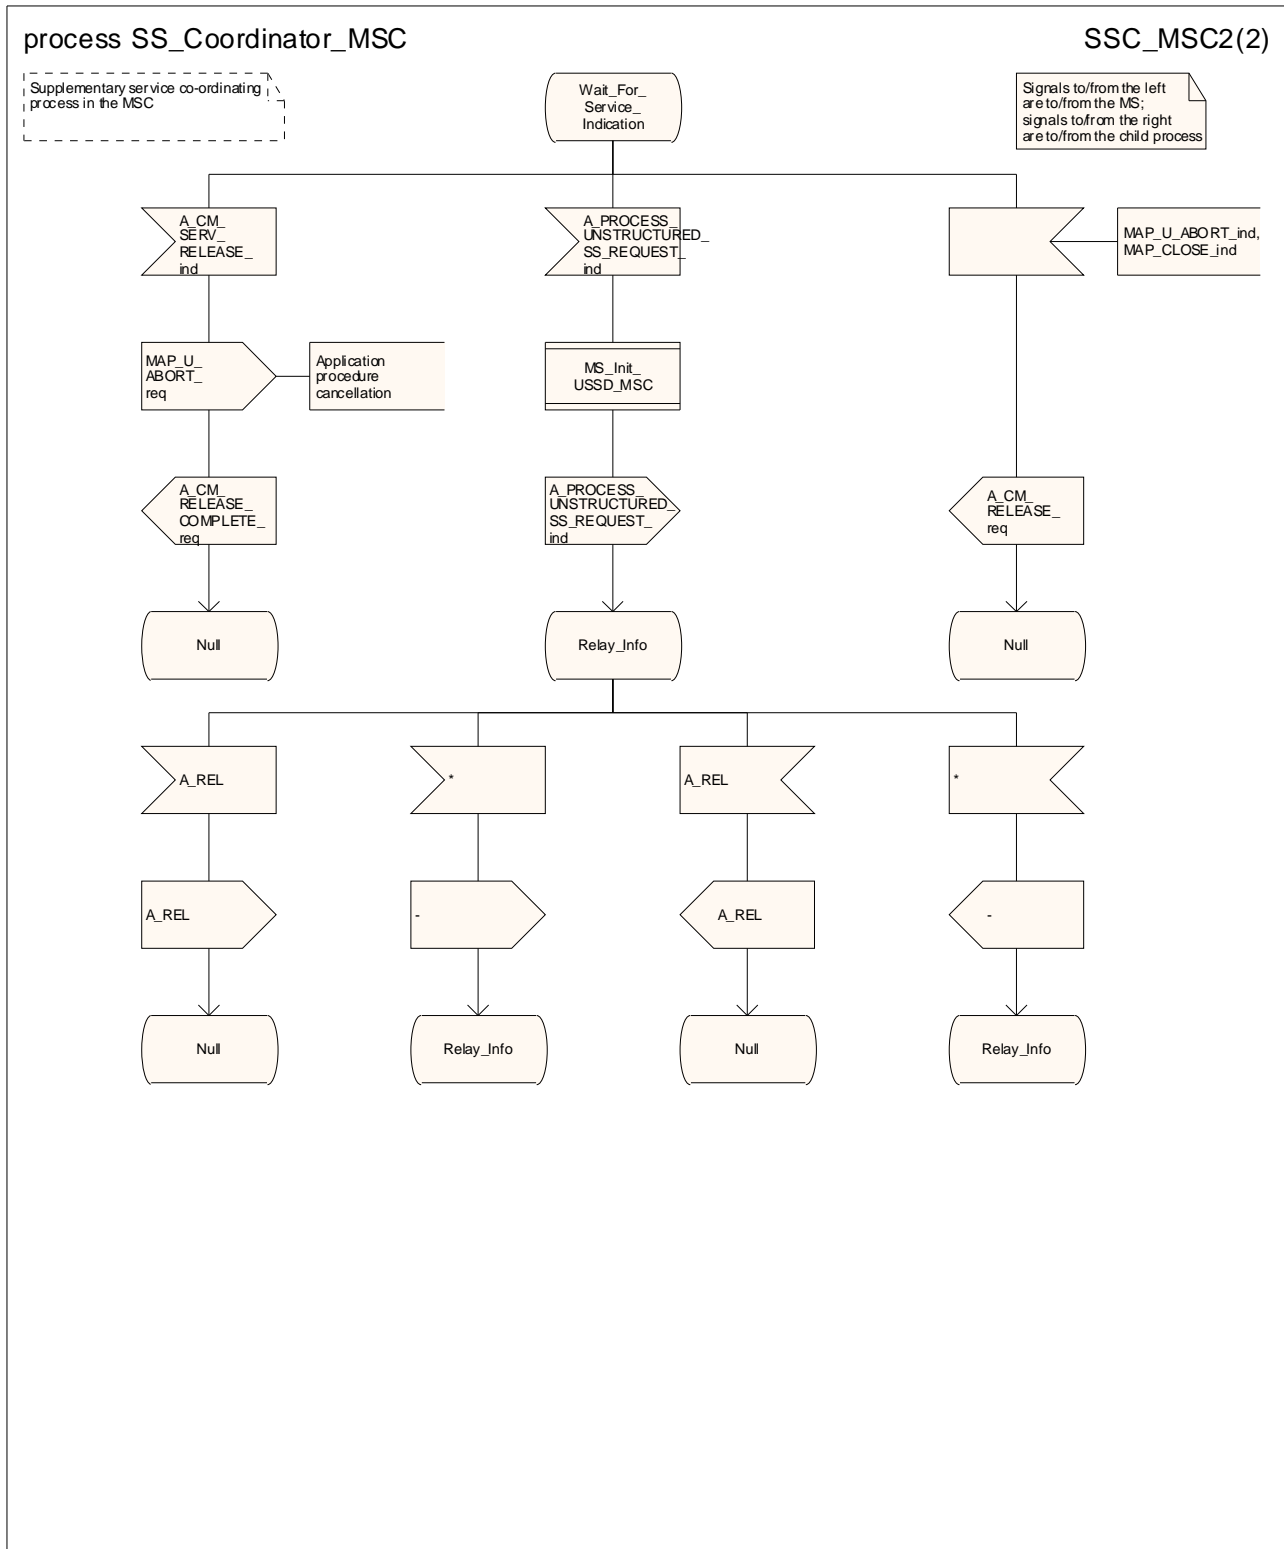 process SS_Coordinator_MSC
SSC_MSC2(2)
Supplementary service co-ordinating
process in the MSC
Wait_For_
Service_
Indication
Signals to/from the left
are to/from the MS;
signals to/from the right
are to/from the child process
A_CM_
SERV_
RELEASE_
ind
A_PROCESS_
UNSTRUCTURED_
SS_REQUEST_
ind
MAP_U_ABORT_ind,
MAP_CLOSE_ind
MAP_U_
ABORT_
req
Application
procedure
cancellation
MS_Init_
USSD_MSC
A_CM_
RELEASE_
COMPLETE_
req
A_PROCESS_
UNSTRUCTURED_
SS_REQUEST_
ind
A_CM_
RELEASE_
req
Null
Relay_Info
Null
A_REL
*
A_REL
*
A_REL
-
A_REL
-
Null
Relay_Info
Null
Relay_Info